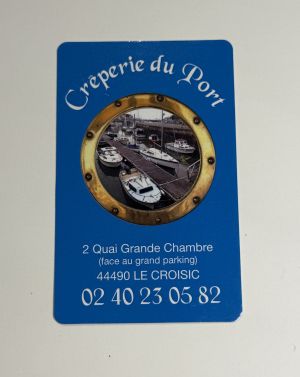 Crêperie du Port
2 Quai Grande Chambre
(face au grand parking)
44490 LE CROISIC
02 40 23 05 82